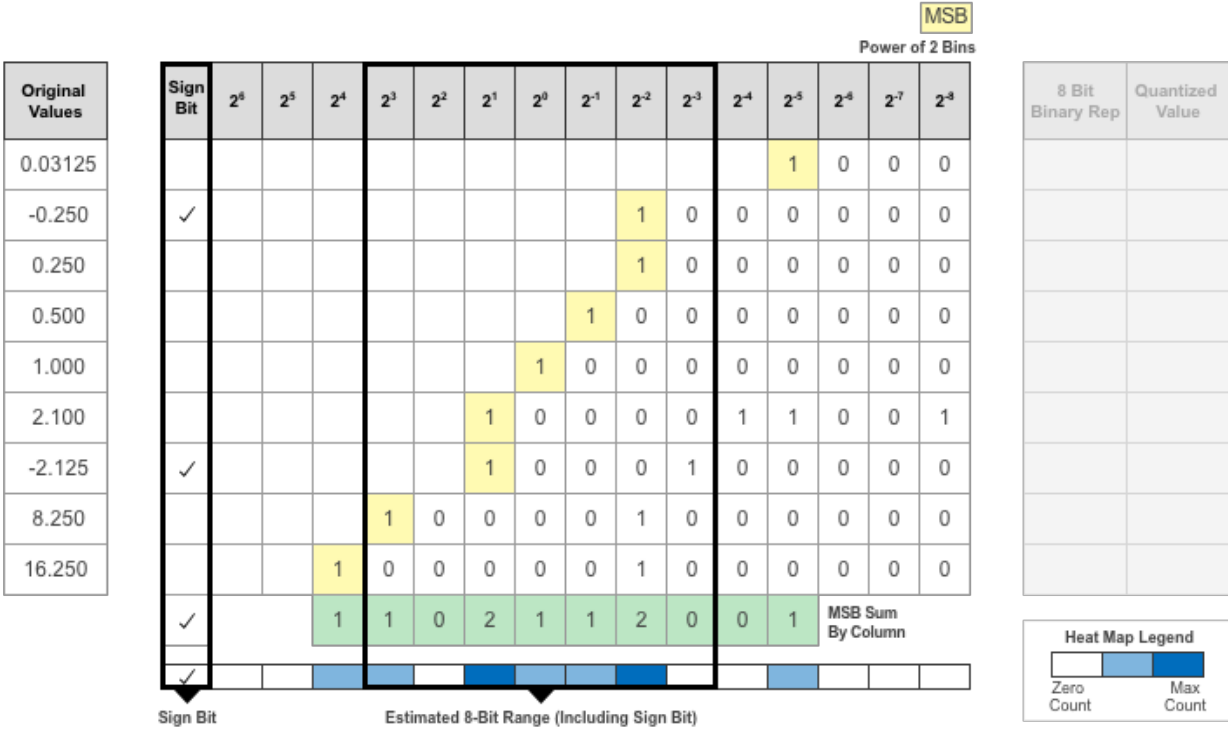 MSB
Power of 2 Bins
Original Values Sign Bit 2⁶ 2⁵ 2⁴ 2³ 2² 2¹ 2⁰ 2⁻¹ 2⁻² 2⁻³ 2⁻⁴ 2⁻⁵ 2⁻⁶ 2⁻⁷ 2⁻⁸ 8 Bit Binary Rep Quantized Value
0.03125 1 0 0 0
-0.250 ✓ 1 0 0 0 0 0 0
0.250 1 0 0 0 0 0 0
0.500 1 0 0 0 0 0 0 0
1.000 1 0 0 0 0 0 0 0 0
2.100 1 0 0 0 0 1 1 0 0 1
-2.125 ✓ 1 0 0 0 1 0 0 0 0 0
8.250 1 0 0 0 0 1 0 0 0 0 0 0
16.250 1 0 0 0 0 0 1 0 0 0 0 0 0
✓ 1 1 0 2 1 1 2 0 0 1 MSB Sum
By Column
✓
Sign Bit
Estimated 8-Bit Range (Including Sign Bit)
Heat Map Legend
Zero Count
Max Count